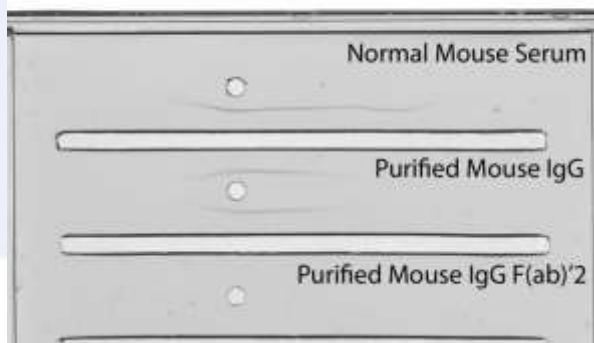 Normal Mouse Serum
Purified Mouse IgG
Purified Mouse IgG F(ab)'2